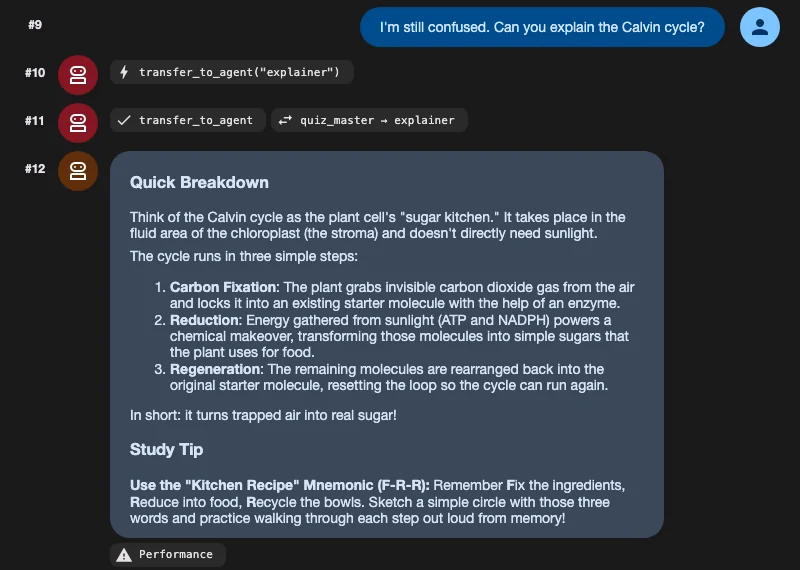 #9
I'm still confused. Can you explain the Calvin cycle?
#10
transfer_to_agent("explainer")
#11
transfer_to_agent
quiz_master → explainer
#12
Quick Breakdown
Think of the Calvin cycle as the plant cell's "sugar kitchen." It takes place in the
fluid area of the chloroplast (the stroma) and doesn't directly need sunlight.
The cycle runs in three simple steps:
1. Carbon Fixation: The plant grabs invisible carbon dioxide gas from the air
and locks it into an existing starter molecule with the help of an enzyme.
2. Reduction: Energy gathered from sunlight (ATP and NADPH) powers a
chemical makeover, transforming those molecules into simple sugars that
the plant uses for food.
3. Regeneration: The remaining molecules are rearranged back into the
original starter molecule, resetting the loop so the cycle can run again.
In short: it turns trapped air into real sugar!
Study Tip
Use the "Kitchen Recipe" Mnemonic (F-R-R): Remember Fix the ingredients,
Reduce into food, Recycle the bowls. Sketch a simple circle with those three
words and practice walking through each step out loud from memory!
Performance